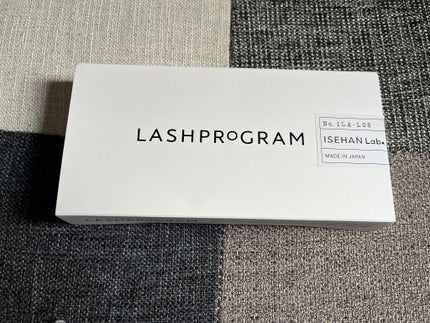 LASHPROGRAM
No. ILA-L08
ISEHAN Lab.
MADE IN JAPAN